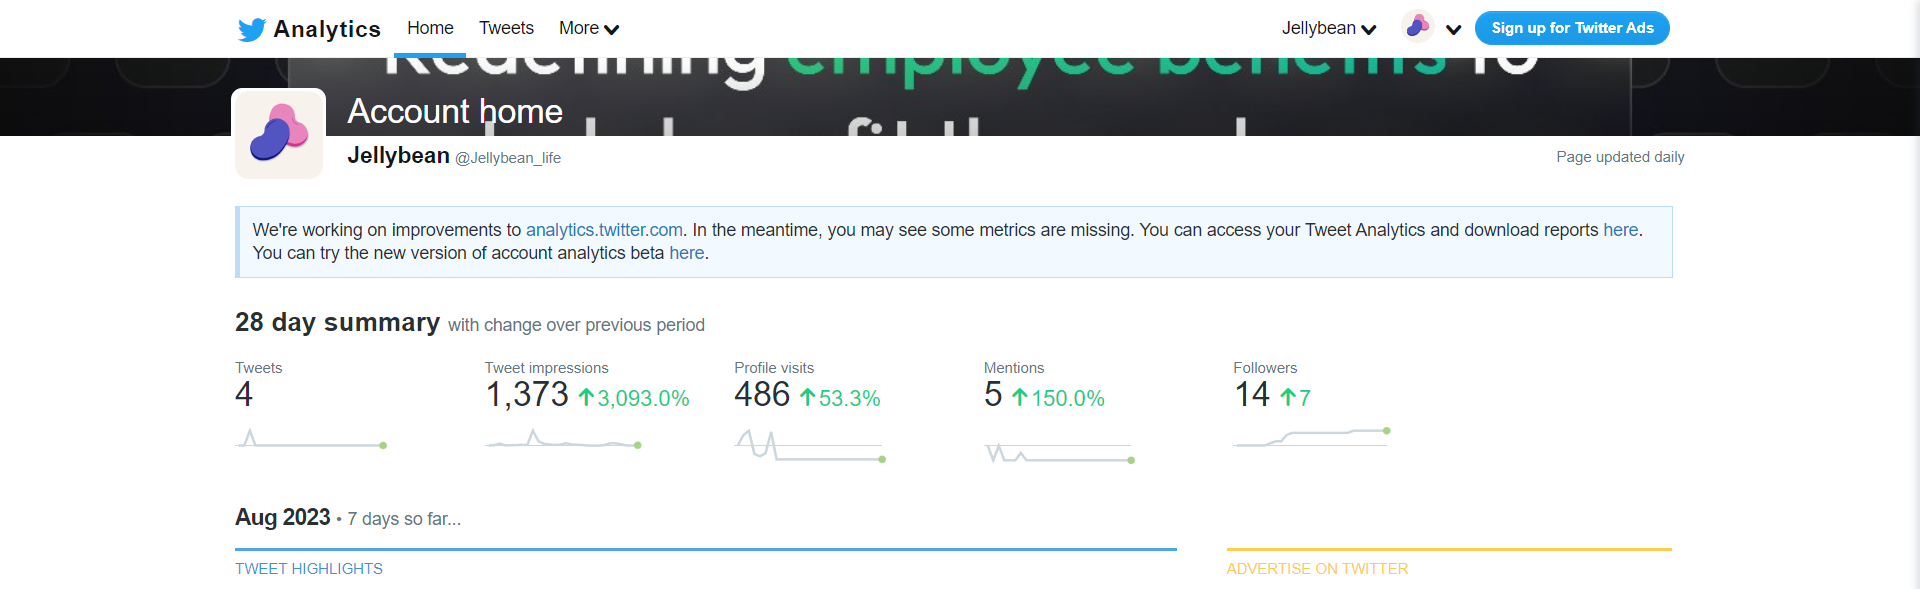 Analytics Home Tweets More Jellybean Sign up for Twitter Ads
Redefining employee benefits to
Account home
Jellybean @Jellybean_life Page updated daily
We're working on improvements to analytics.twitter.com. In the meantime, you may see some metrics are missing. You can access your Tweet Analytics and download reports here.
You can try the new version of account analytics beta here.
28 day summary with change over previous period
Tweets Tweet impressions Profile visits Mentions Followers
4 1,373 3,093.0% 486 53.3% 5 150.0% 14 7
Aug 2023 • 7 days so far...
TWEET HIGHLIGHTS ADVERTISE ON TWITTER